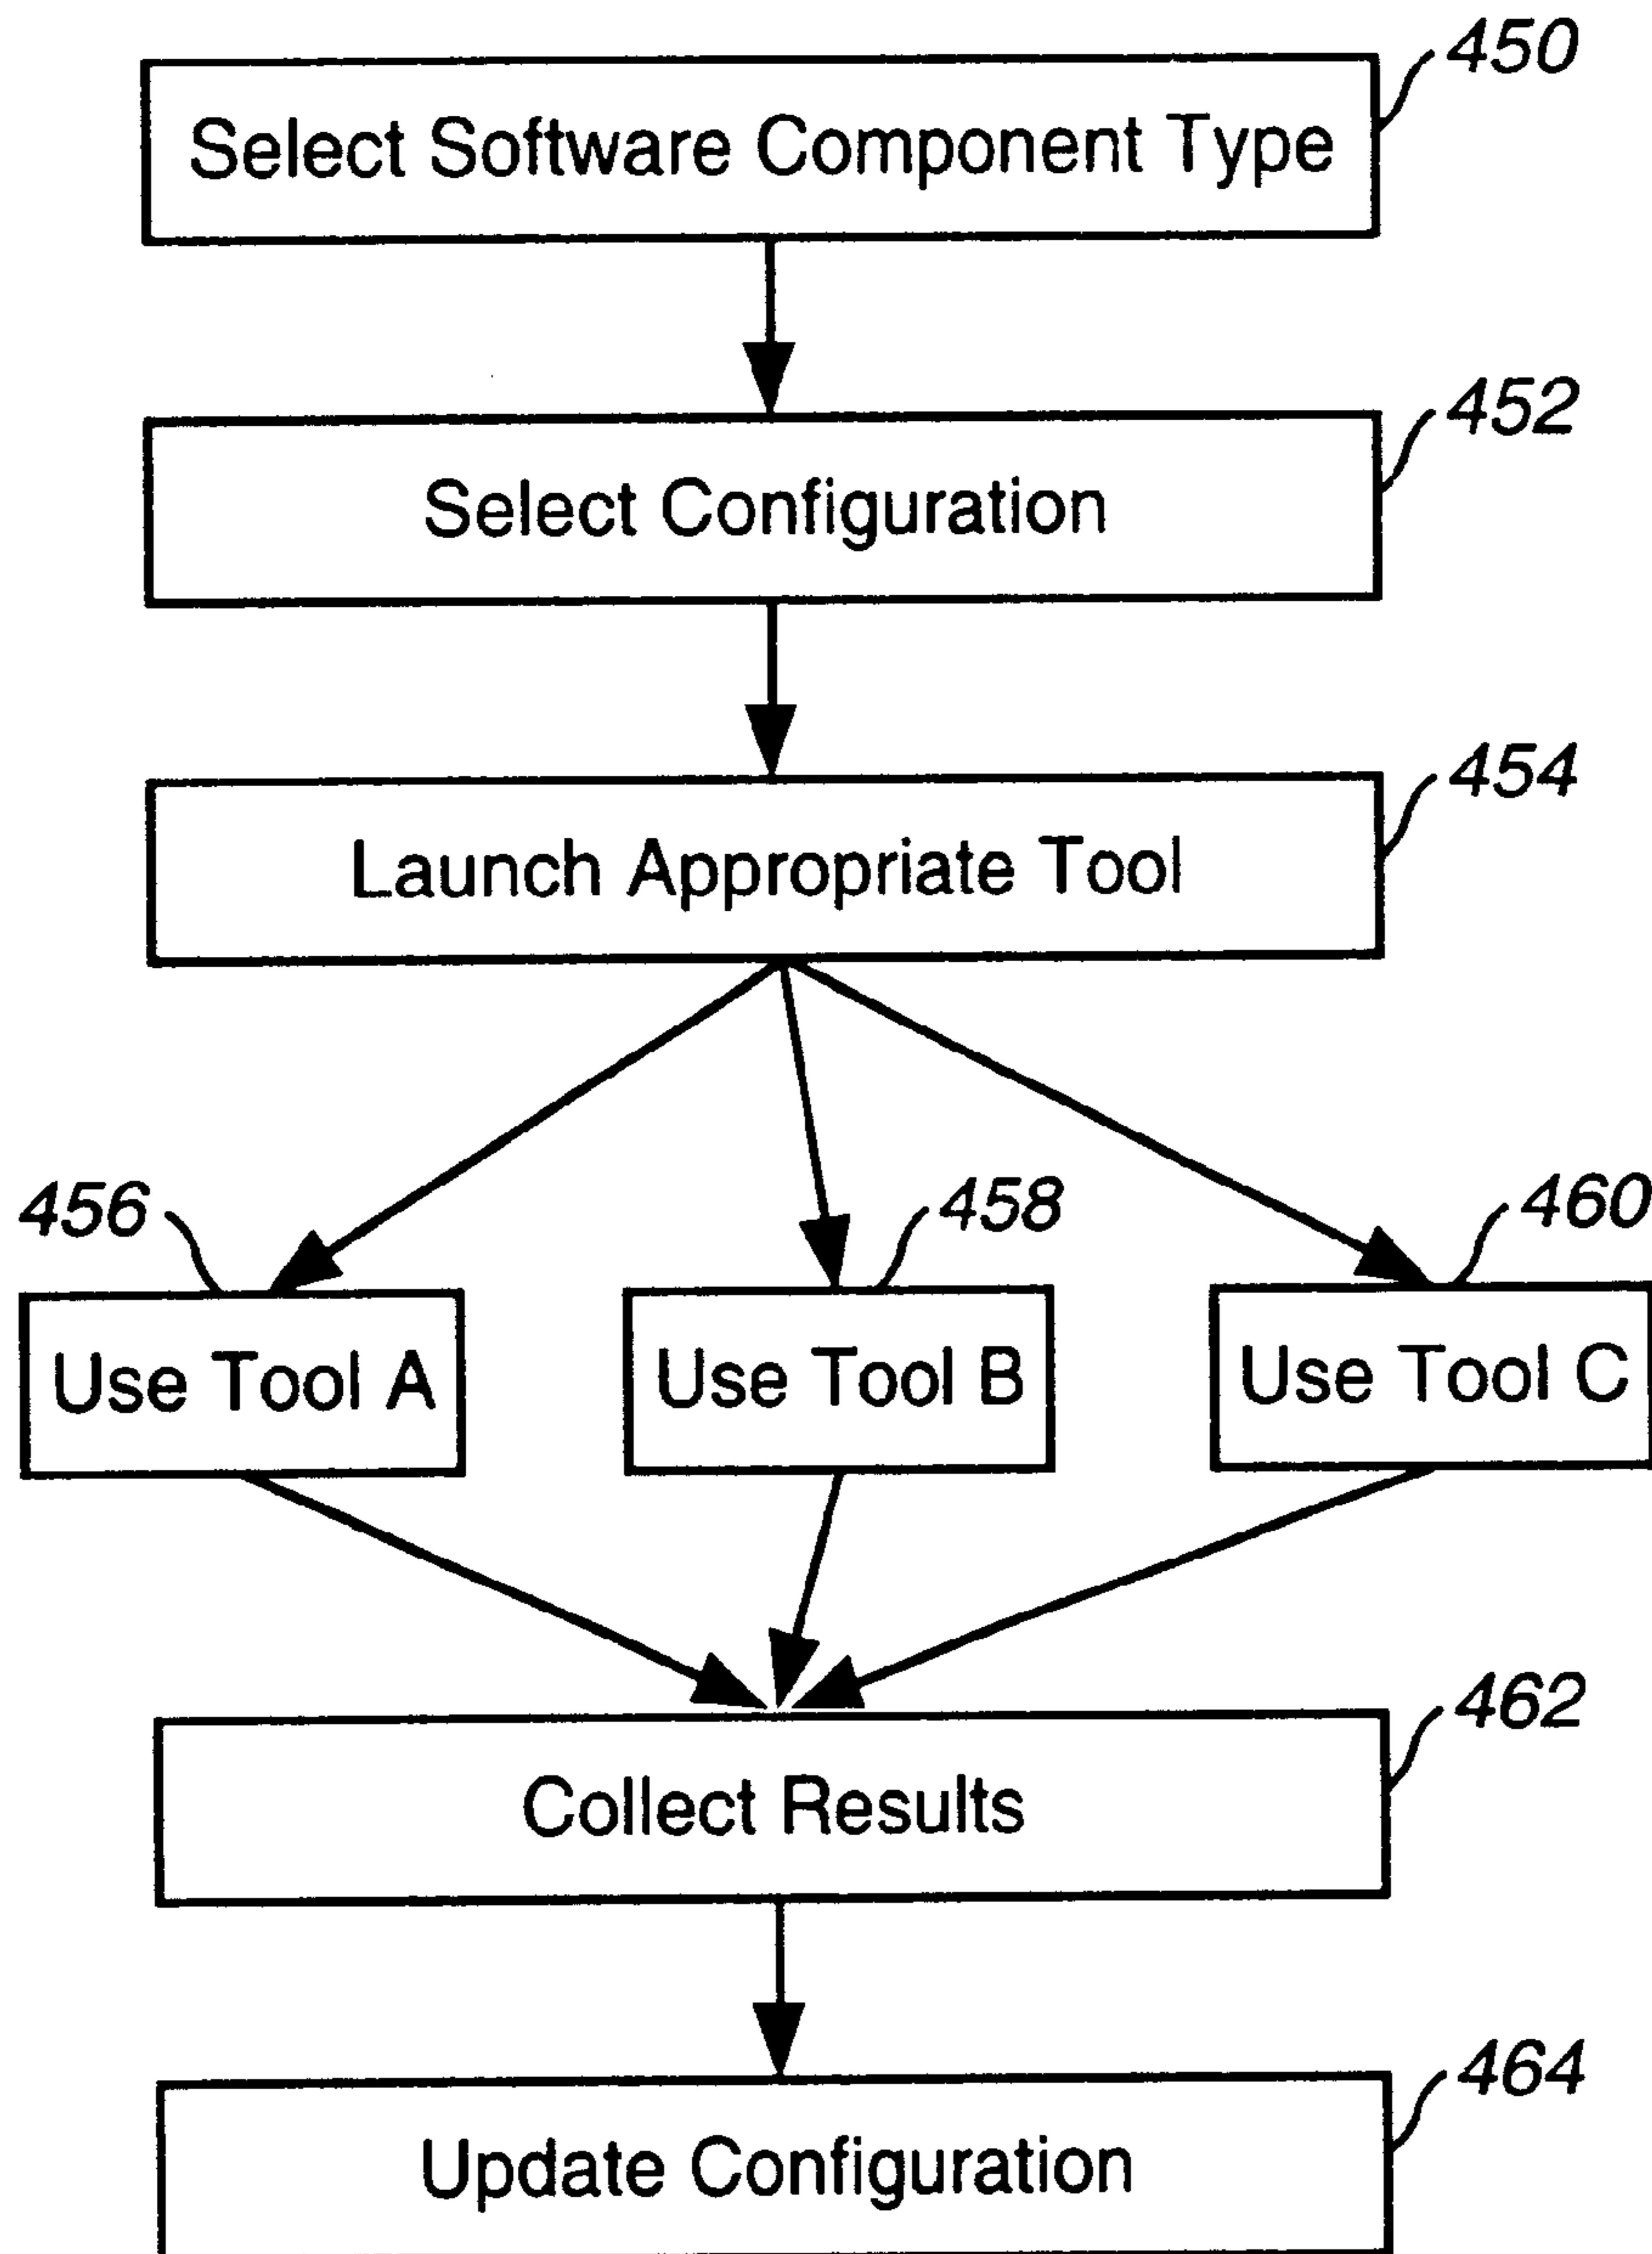 450
Select Software Component Type
452
Select Configuration
454
Launch Appropriate Tool
456
458
460
Use Tool A
Use Tool B
Use Tool C
462
Collect Results
464
Update Configuration